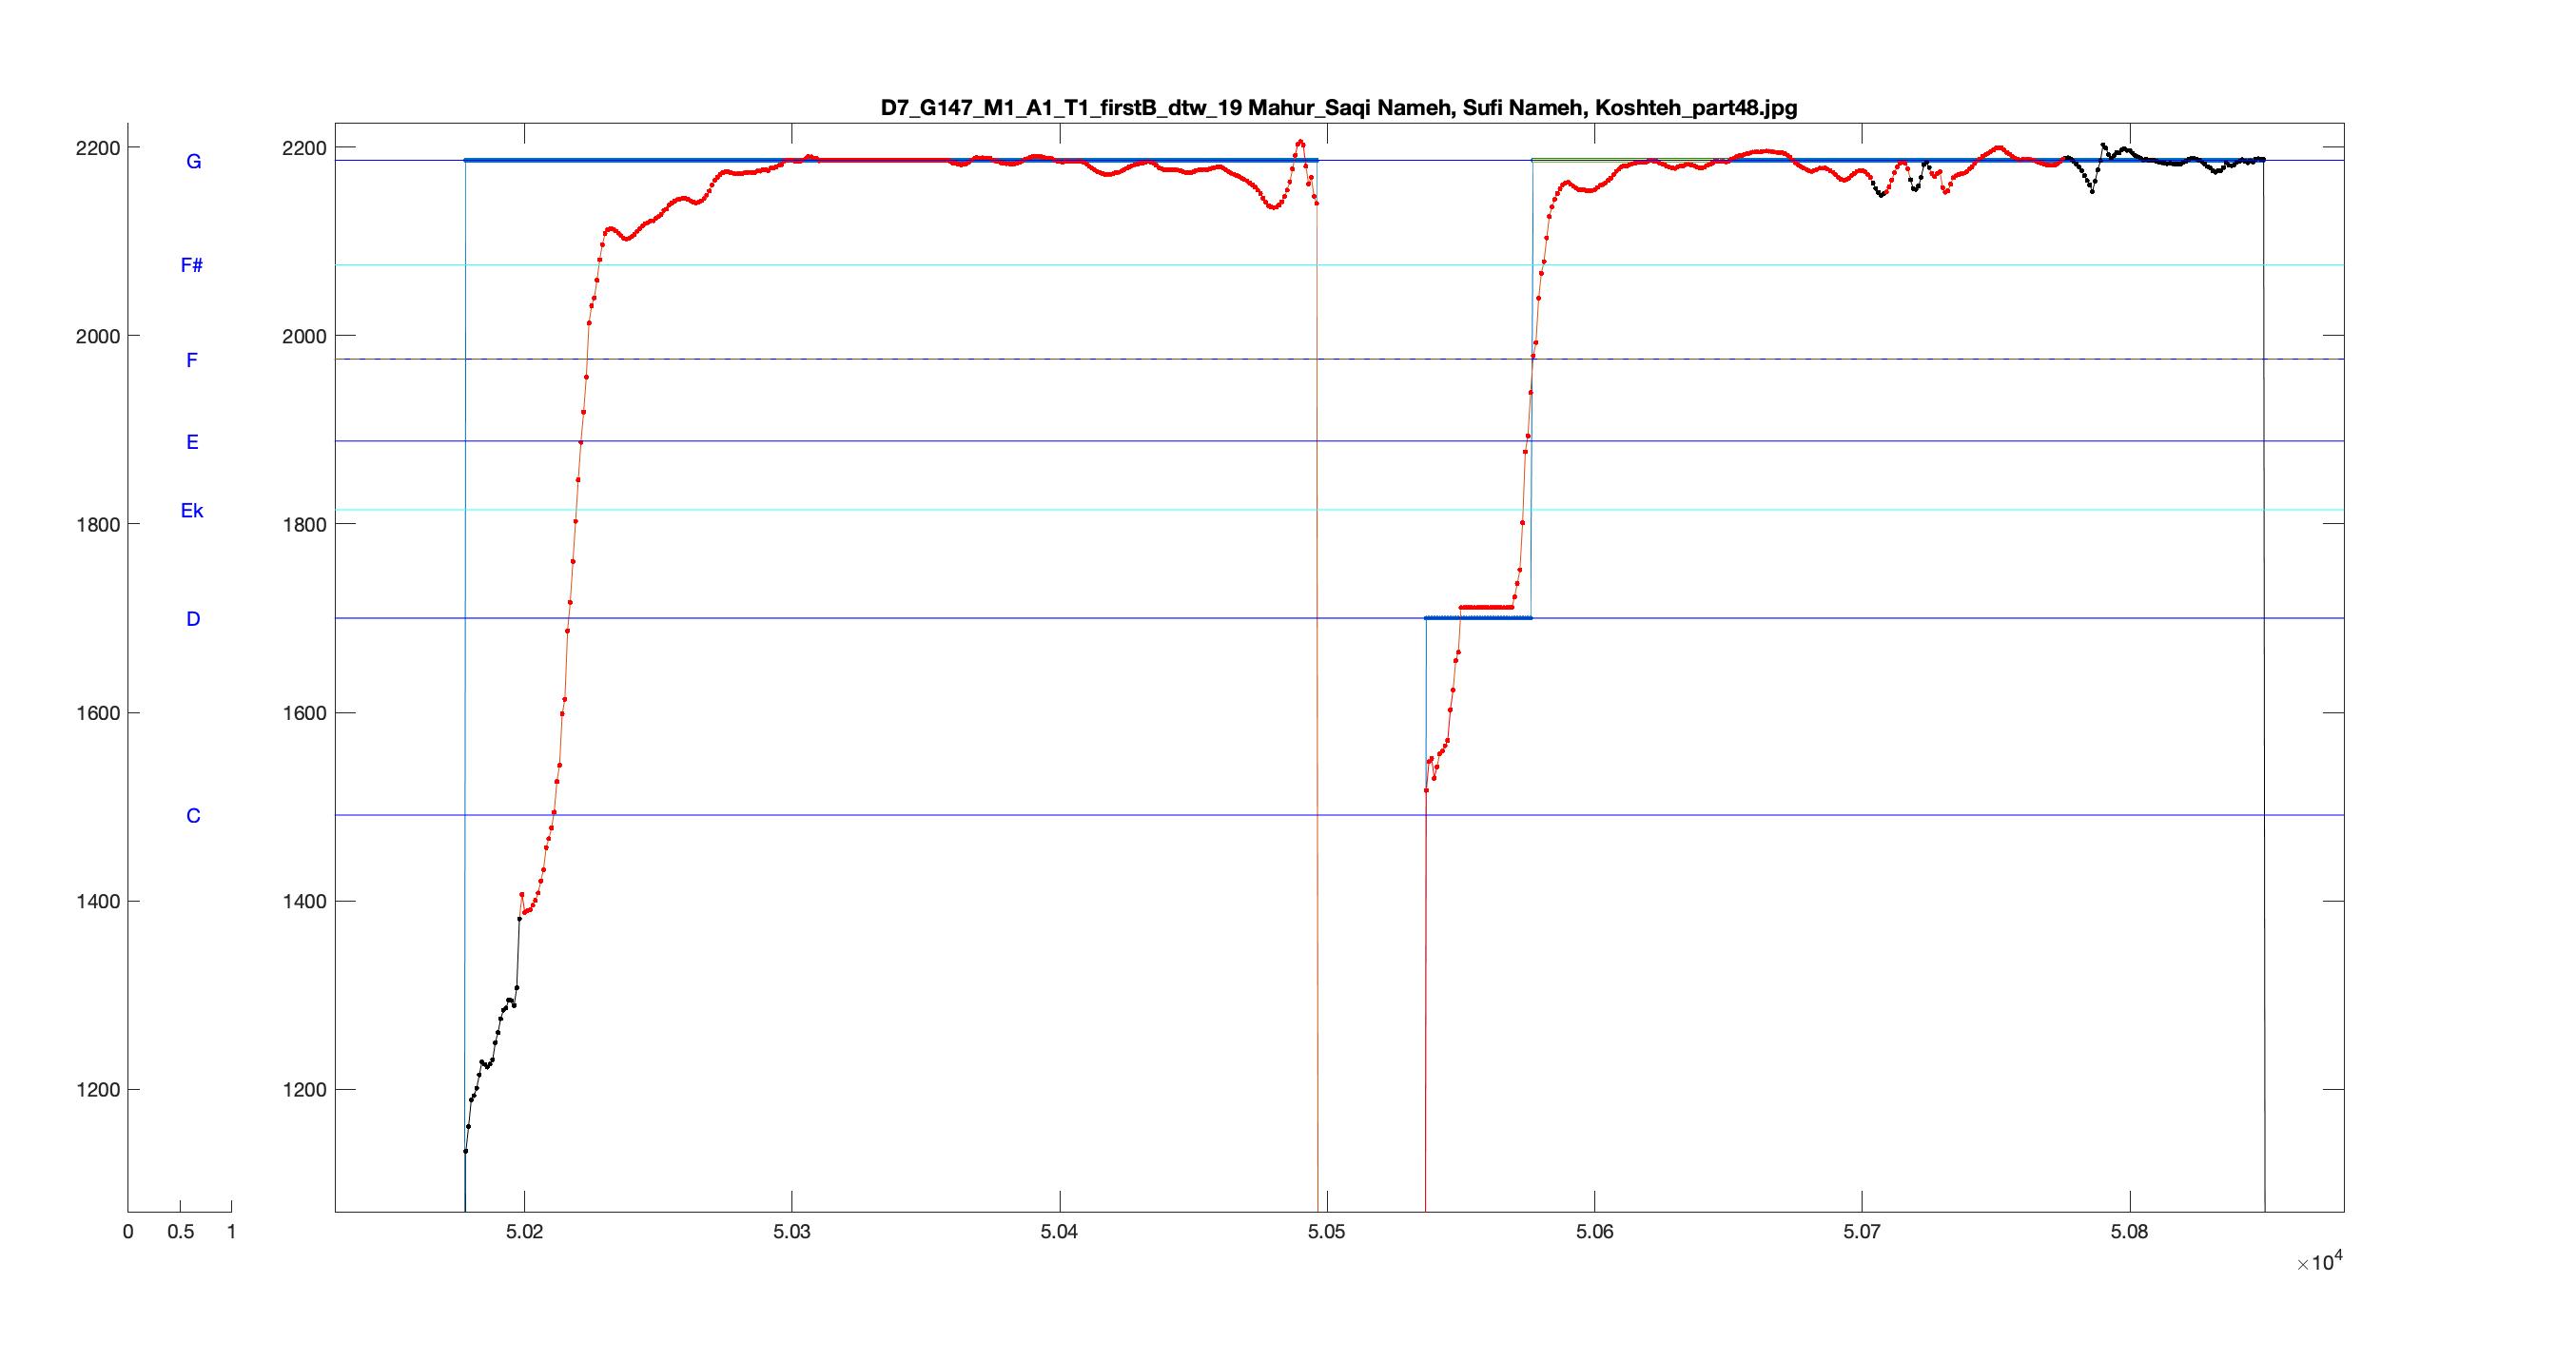 D7_G147_M1_A1_T1_firstB_dtw_19 Mahur_Saqi Nameh, Sufi Nameh, Koshteh_part48.jpg
2200 G 2200
F#
2000 2000
F
E
Ek
1800 1800
D
1600 1600
C
1400 1400
1200 1200
0 0.5 1 5.02 5.03 5.04 5.05 5.06 5.07 5.08
×10^4